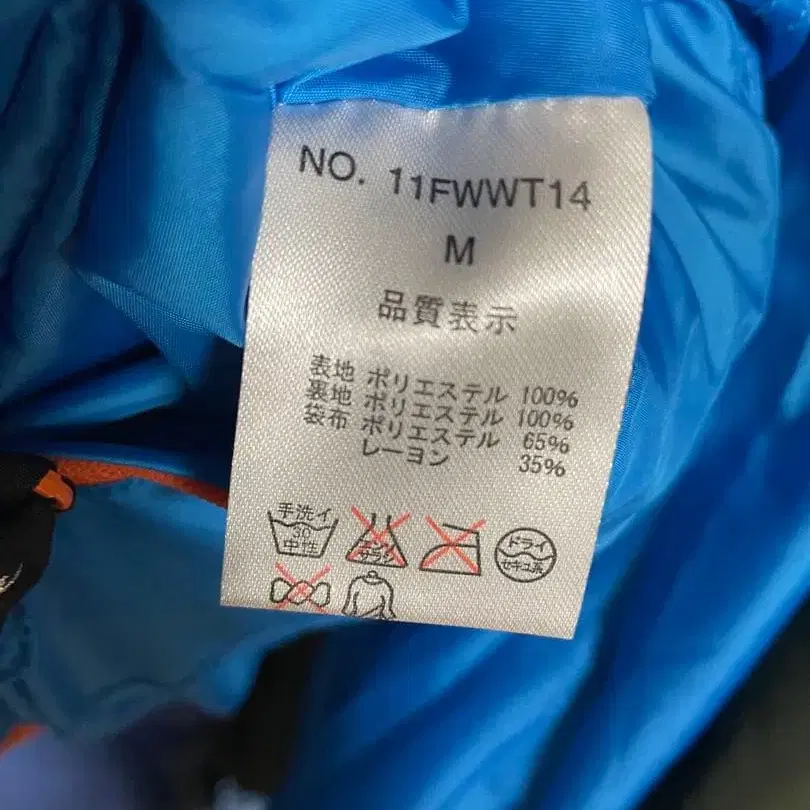 NO. 11FWWT14
M
品質表示
表地 ポリエステル 100%
裏地 ポリエステル 100%
袋布 ポリエステル 65%
レーヨン 35%
手洗イ
30
中性
エンソ
サラシ
ドライ
セキユ系